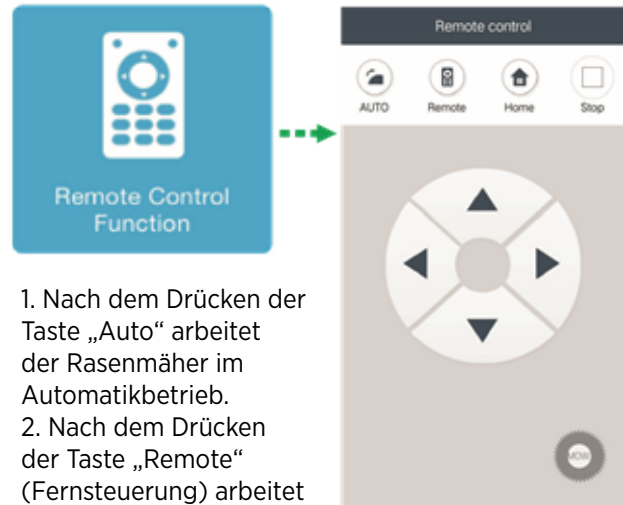 Remote Control
Function
Remote control
AUTO Remote Home Stop
MOW
1. Nach dem Drücken der
Taste „Auto“ arbeitet
der Rasenmäher im
Automatikbetrieb.
2. Nach dem Drücken
der Taste „Remote“
(Fernsteuerung) arbeitet